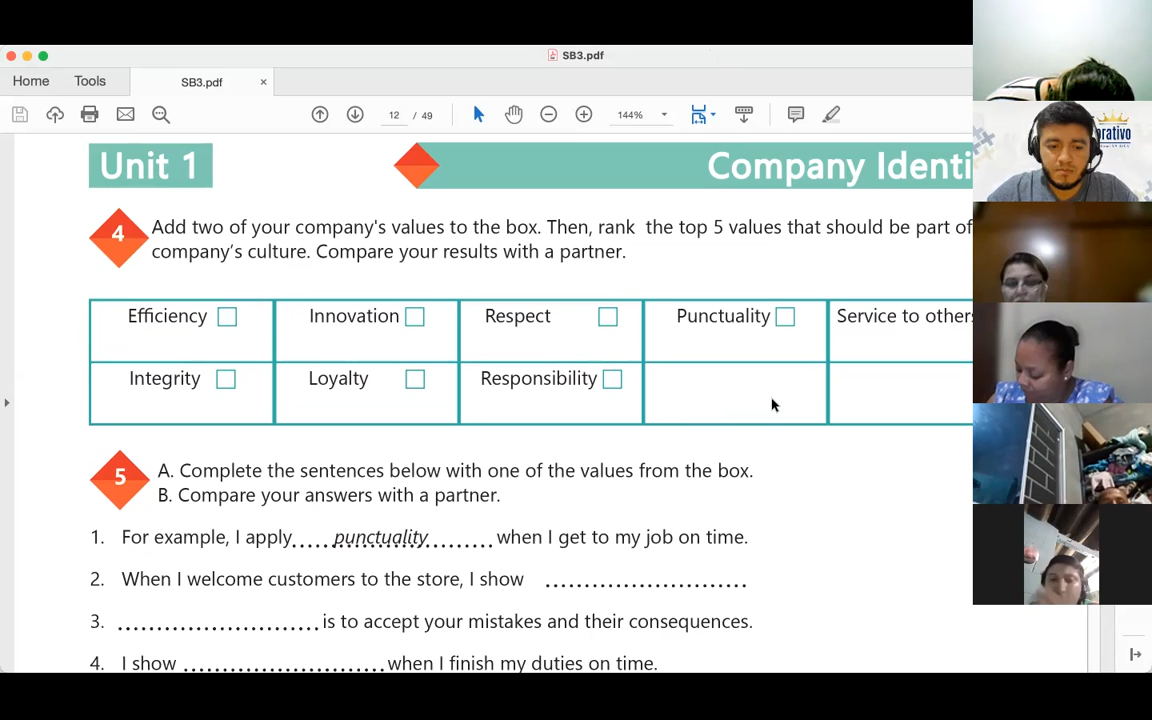 SB3.pdf
Home Tools SB3.pdf ×
12 / 49 144%
Unit 1 Company Identi
4 Add two of your company's values to the box. Then, rank the top 5 values that should be part of
company's culture. Compare your results with a partner.
Efficiency Innovation Respect Punctuality Service to others
Integrity Loyalty Responsibility
5 A. Complete the sentences below with one of the values from the box.
B. Compare your answers with a partner.
1. For example, I apply.....punctuality.........when I get to my job on time.
2. When I welcome customers to the store, I show ..........................
3. ..........................is to accept your mistakes and their consequences.
4. I show ..........................when I finish my duties on time.
orativo